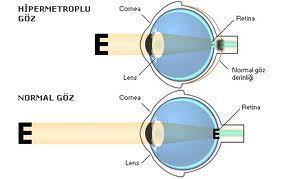 HİPERMETROPLU
GÖZ
Cornea
Retina
E
Lens
Normal göz
derinliği
NORMAL GÖZ
Cornea
Retina
E
E
Lens